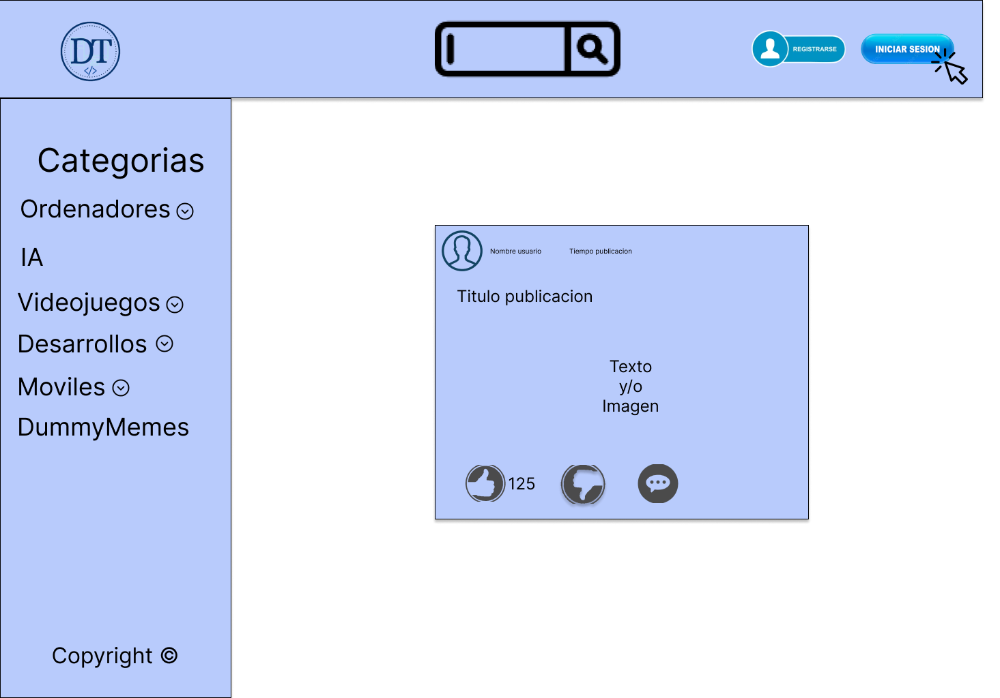 DT
</>
REGISTRARSE
INICIAR SESION
Categorias
Ordenadores
IA
Videojuegos
Desarrollos
Moviles
DummyMemes
Copyright ©
Nombre usuario
Tiempo publicacion
Titulo publicacion
Texto
y/o
Imagen
125